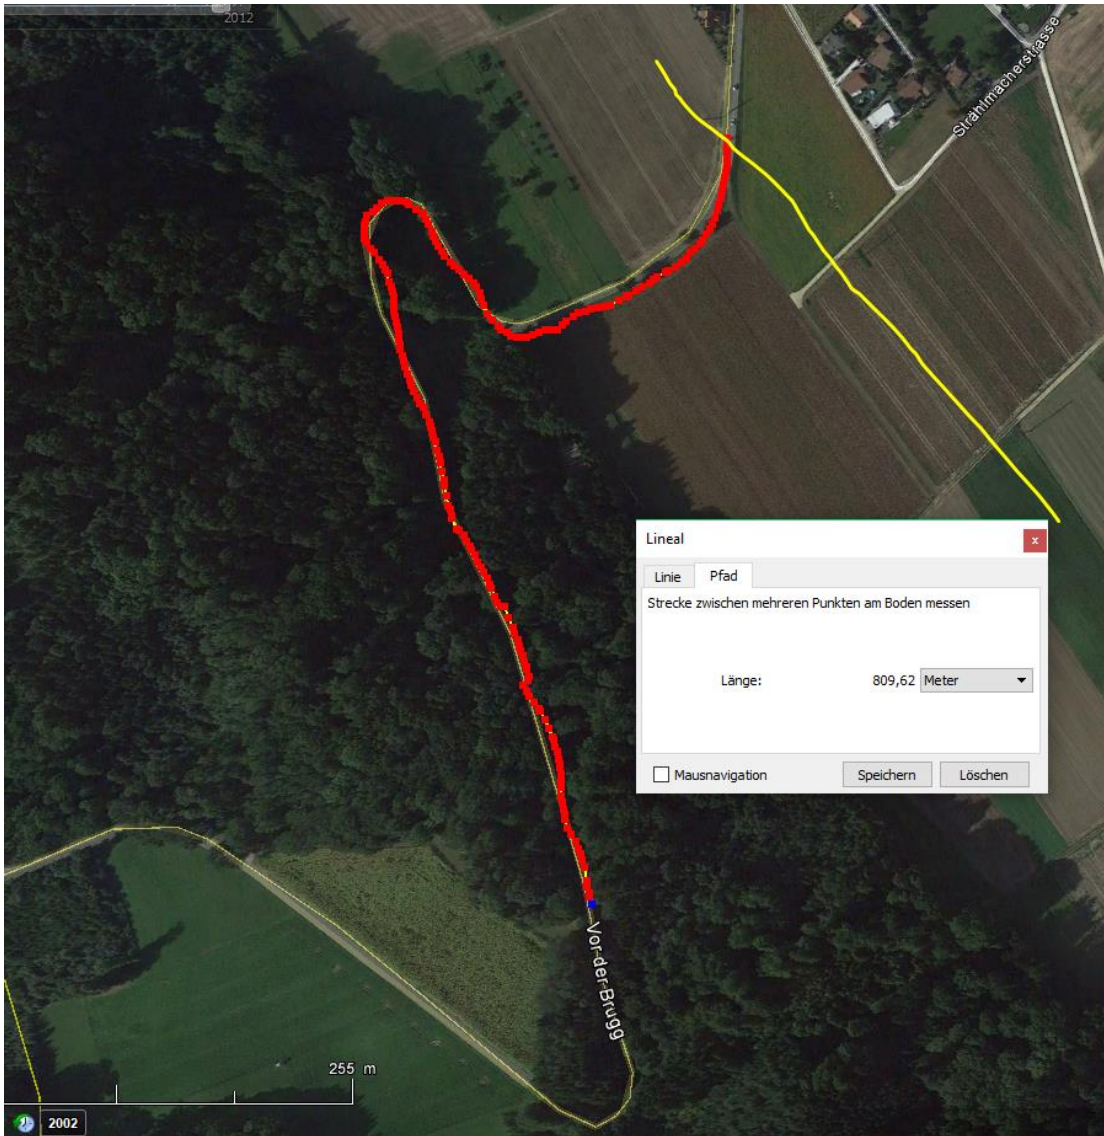 2012
Strählmacherstrasse
Lineal
x
Linie
Pfad
Strecke zwischen mehreren Punkten am Boden messen
Länge:
809,62
Meter
Mausnavigation
Speichern
Löschen
Vor-der-Brugg
255 m
2002